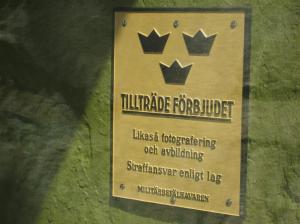 TILLTRÄDE FÖRBJUDET
Likaså fotografering
och avbildning
Straffansvar enligt lag
MILITÄRBEFÄLHAVAREN